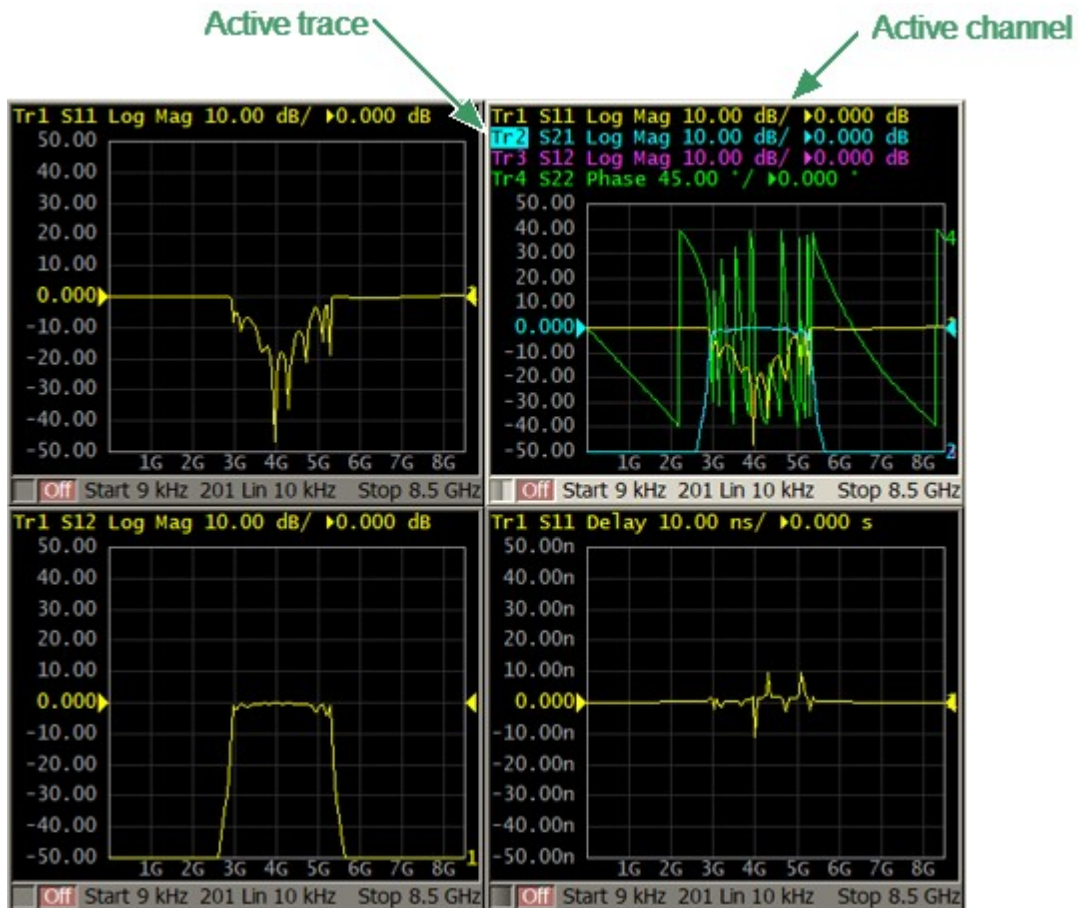 Active trace
Active channel
Tr1 S11 Log Mag 10.00 dB/ ▶0.000 dB
50.00
40.00
30.00
20.00
10.00
0.000
-10.00
-20.00
-30.00
-40.00
-50.00
1G 2G 3G 4G 5G 6G 7G 8G
Off Start 9 kHz 201 Lin 10 kHz Stop 8.5 GHz
Tr1 S11 Log Mag 10.00 dB/ ▶0.000 dB
Tr2 S21 Log Mag 10.00 dB/ ▶0.000 dB
Tr3 S12 Log Mag 10.00 dB/ ▶0.000 dB
Tr4 S22 Phase 45.00 °/ ▶0.000 °
50.00
40.00
30.00
20.00
10.00
0.000
-10.00
-20.00
-30.00
-40.00
-50.00
4
2
1G 2G 3G 4G 5G 6G 7G 8G
Off Start 9 kHz 201 Lin 10 kHz Stop 8.5 GHz
Tr1 S12 Log Mag 10.00 dB/ ▶0.000 dB
50.00
40.00
30.00
20.00
10.00
0.000
-10.00
-20.00
-30.00
-40.00
-50.00
1
1G 2G 3G 4G 5G 6G 7G 8G
Off Start 9 kHz 201 Lin 10 kHz Stop 8.5 GHz
Tr1 S11 Delay 10.00 ns/ ▶0.000 s
50.00n
40.00n
30.00n
20.00n
10.00n
0.000
-10.00n
-20.00n
-30.00n
-40.00n
-50.00n
1G 2G 3G 4G 5G 6G 7G 8G
Off Start 9 kHz 201 Lin 10 kHz Stop 8.5 GHz